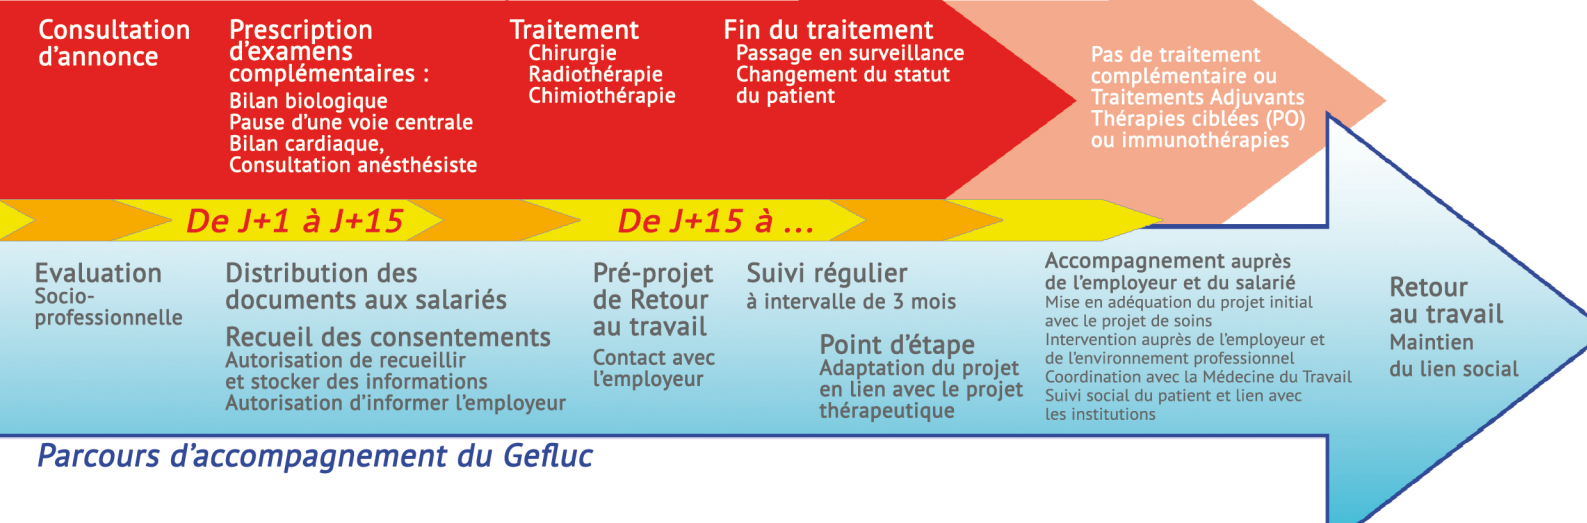 Consultation
d'annonce
Prescription
d'examens
complémentaires :
Bilan biologique
Pause d'une voie centrale
Bilan cardiaque,
Consultation anésthésiste
Traitement
Chirurgie
Radiothérapie
Chimiothérapie
Fin du traitement
Passage en surveillance
Changement du statut
du patient
Pas de traitement
complémentaire ou
Traitements Adjuvants
Thérapies ciblées (PO)
ou immunothérapies
De J+1 à J+15
De J+15 à ...
Evaluation
Socio-
professionnelle
Distribution des
documents aux salariés
Recueil des consentements
Autorisation de recueillir
et stocker des informations
Autorisation d'informer l'employeur
Pré-projet
de Retour
au travail
Contact avec
l'employeur
Suivi régulier
à intervalle de 3 mois
Point d'étape
Adaptation du projet
en lien avec le projet
thérapeutique
Accompagnement auprès
de l'employeur et du salarié
Mise en adéquation du projet initial
avec le projet de soins
Intervention auprès de l'employeur et
de l'environnement professionnel
Coordination avec la Médecine du Travail
Suivi social du patient et lien avec
les institutions
Retour
au travail
Maintien
du lien social
Parcours d'accompagnement du Gefluc